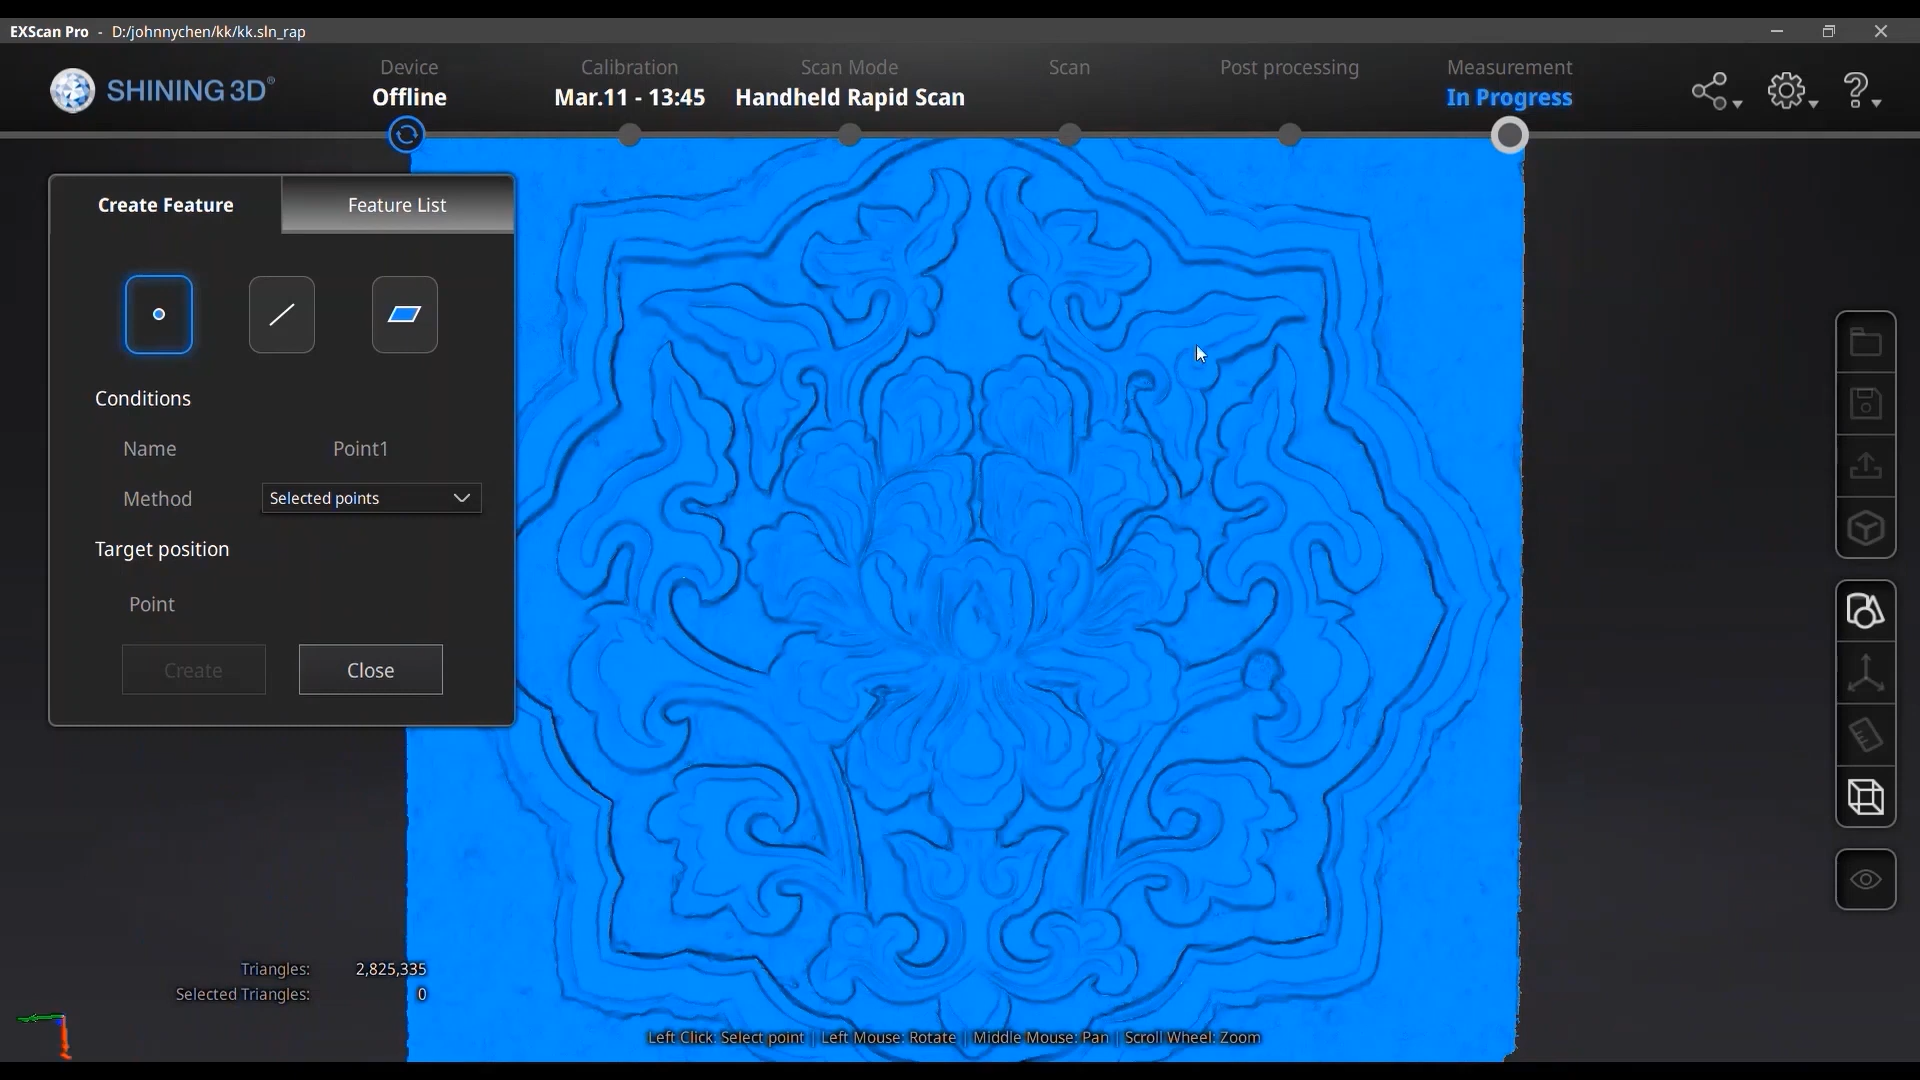 EXScan Pro - D:/johnnychen/kk/kk.sln_rap
SHINING 3D®
Device
Offline
Calibration
Mar.11 - 13:45
Scan Mode
Handheld Rapid Scan
Scan
Post processing
Measurement
In Progress
Create Feature
Feature List
Conditions
Name Point1
Method Selected points
Target position
Point
Create Close
Triangles: 2,825,335
Selected Triangles: 0
Left Click: Select point | Left Mouse: Rotate | Middle Mouse: Pan | Scroll Wheel: Zoom